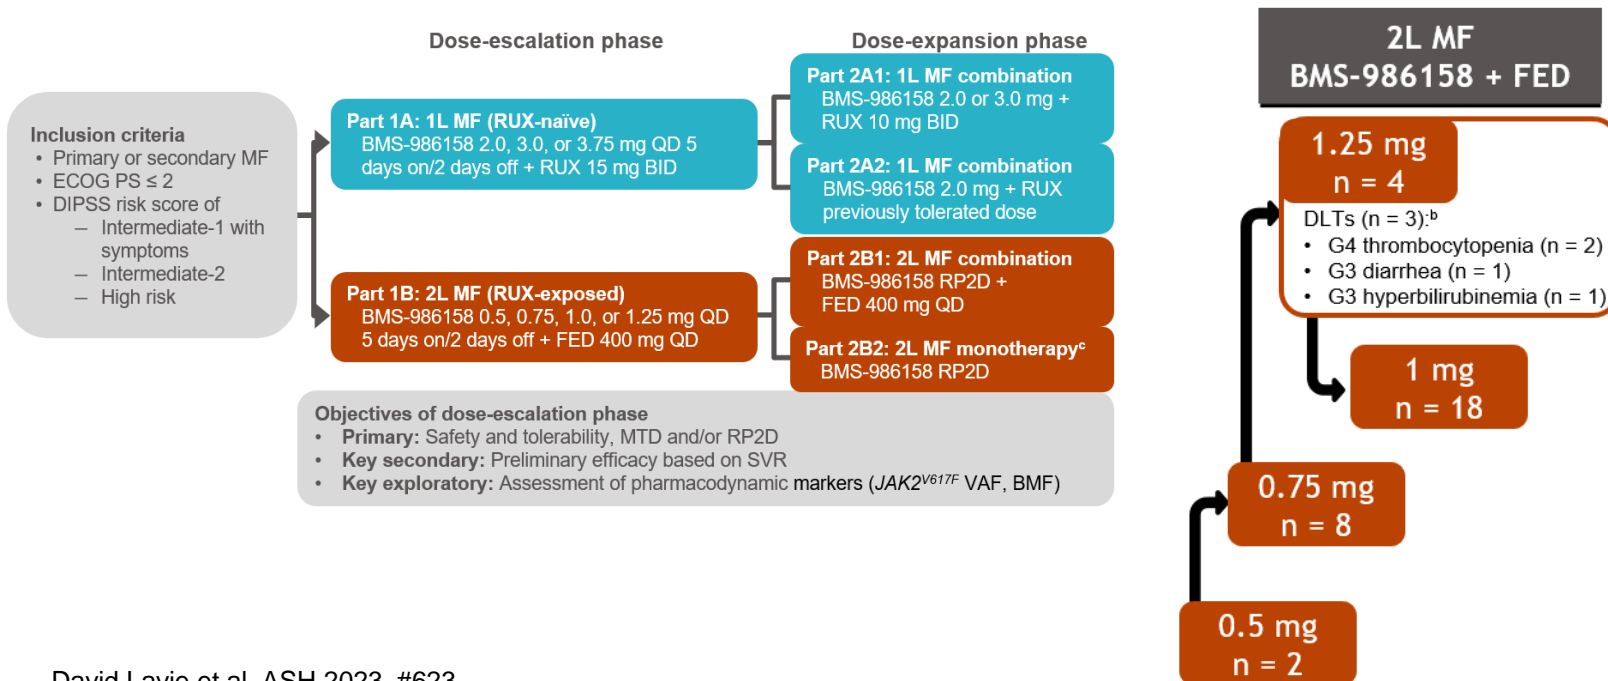 Dose-escalation phase
Dose-expansion phase
Inclusion criteria
• Primary or secondary MF
• ECOG PS ≤ 2
• DIPSS risk score of
– Intermediate-1 with
symptoms
– Intermediate-2
– High risk
Part 1A: 1L MF (RUX-naïve)
BMS-986158 2.0, 3.0, or 3.75 mg QD 5
days on/2 days off + RUX 15 mg BID
Part 1B: 2L MF (RUX-exposed)
BMS-986158 0.5, 0.75, 1.0, or 1.25 mg QD
5 days on/2 days off + FED 400 mg QD
Part 2A1: 1L MF combination
BMS-986158 2.0 or 3.0 mg +
RUX 10 mg BID
Part 2A2: 1L MF combination
BMS-986158 2.0 mg + RUX
previously tolerated dose
Part 2B1: 2L MF combination
BMS-986158 RP2D +
FED 400 mg QD
Part 2B2: 2L MF monotherapyᶜ
BMS-986158 RP2D
Objectives of dose-escalation phase
• Primary: Safety and tolerability, MTD and/or RP2D
• Key secondary: Preliminary efficacy based on SVR
• Key exploratory: Assessment of pharmacodynamic markers (JAK2V617F VAF, BMF)
2L MF
BMS-986158 + FED
1.25 mg
n = 4
DLTs (n = 3):ᵇ
• G4 thrombocytopenia (n = 2)
• G3 diarrhea (n = 1)
• G3 hyperbilirubinemia (n = 1)
1 mg
n = 18
0.75 mg
n = 8
0.5 mg
n = 2
David Lavie et al. ASH 2023, #623